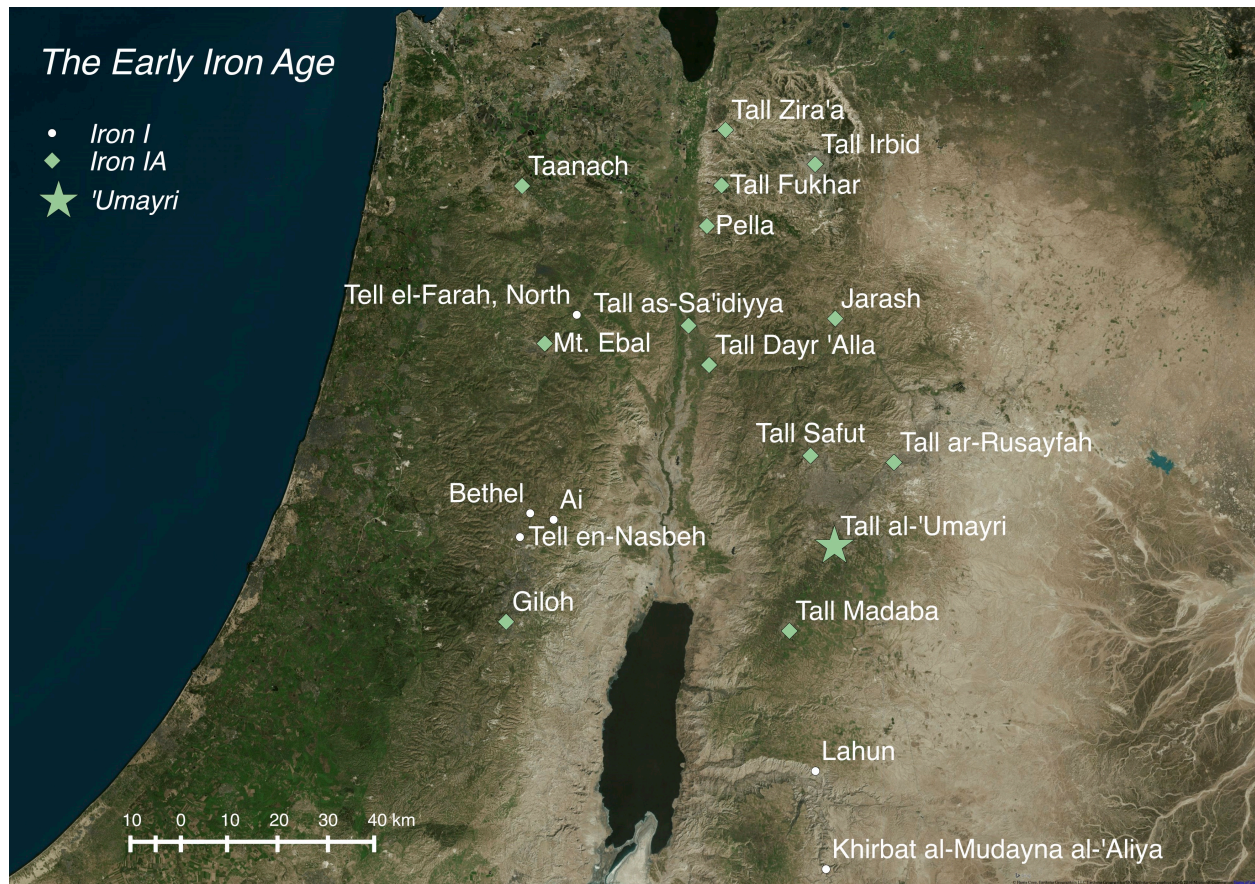 The Early Iron Age
Iron I
Iron IA
'Umayri
Tall Zira'a
Tall Irbid
Taanach
Tall Fukhar
Pella
Tell el-Farah, North
Tall as-Sa'idiyya
Jarash
Mt. Ebal
Tall Dayr 'Alla
Tall Safut
Tall ar-Rusayfah
Bethel
Ai
Tall al-'Umayri
Tell en-Nasbeh
Giloh
Tall Madaba
Lahun
10 0 10 20 30 40 km
Khirbat al-Mudayna al-'Aliya